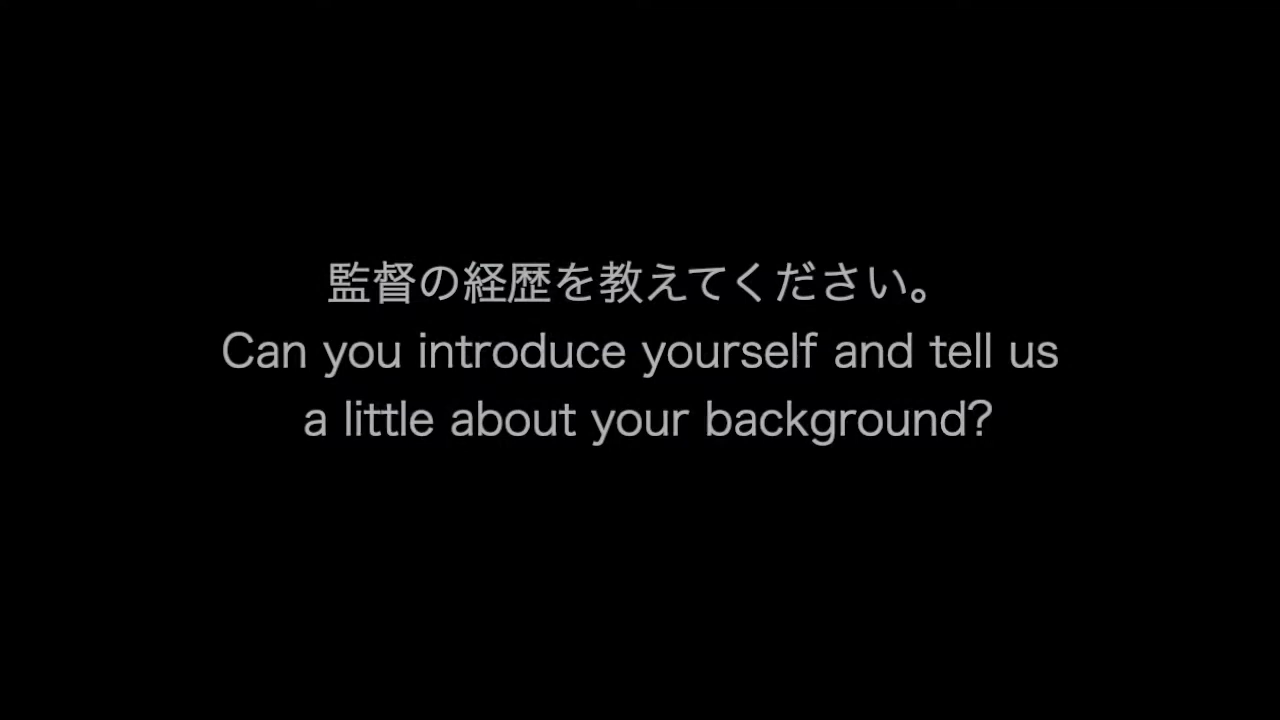 監督の経歴を教えてください。
Can you introduce yourself and tell us
a little about your background?